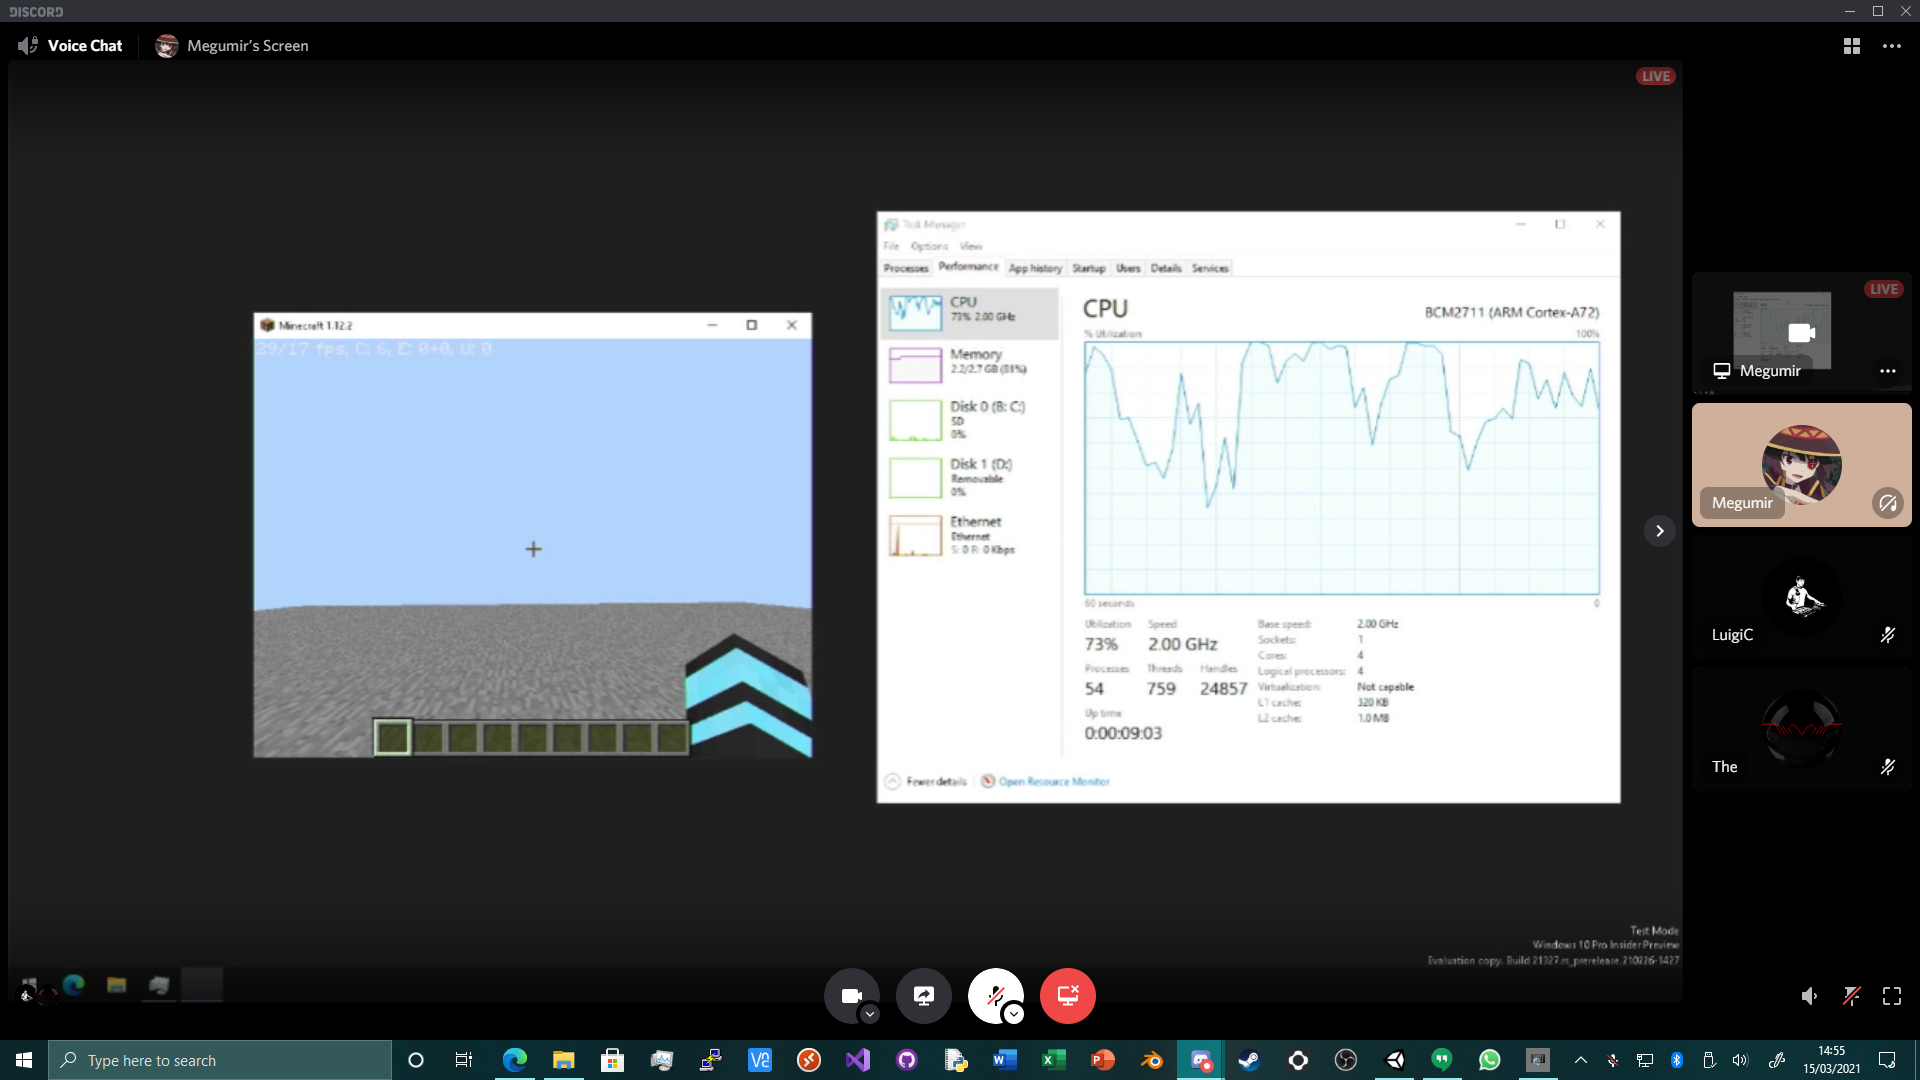 DISCORD
Voice Chat
Megumir's Screen
LIVE
Minecraft 1.12.2
29/17 fps, C: 6, E: 0+0, U: 0
Task Manager
File Options View
Processes Performance App history Startup Users Details Services
CPU
73% 2.00 GHz
Memory
2.2/2.7 GB (81%)
Disk 0 (B: C:)
SD
0%
Disk 1 (D:)
Removable
0%
Ethernet
Ethernet
S: 0 R: 0 Kbps
CPU
BCM2711 (ARM Cortex-A72)
% Utilization
100%
60 seconds
0
Utilization Speed
73% 2.00 GHz
Processes Threads Handles
54 759 24857
Up time
0:00:09:03
Base speed: 2.00 GHz
Sockets: 1
Cores: 4
Logical processors: 4
Virtualization: Not capable
L1 cache: 320 KB
L2 cache: 1.0 MB
Fewer details
Open Resource Monitor
Test Mode
Windows 10 Pro Insider Preview
Evaluation copy. Build 21327.rs_prerelease.210226-1427
LIVE
Megumir
Megumir
LuigiC
The
Type here to search
14:55
15/03/2021